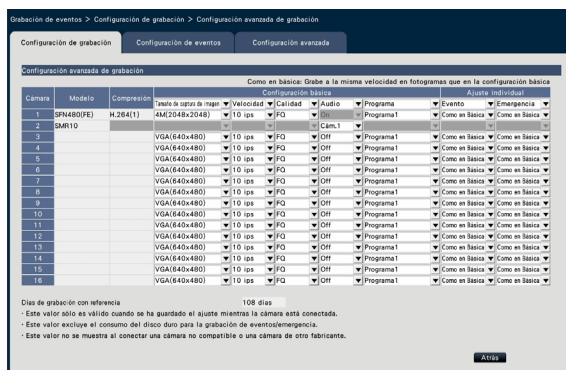 Grabación de eventos > Configuración de grabación > Configuración avanzada de grabación
Configuración de grabación Configuración de eventos Configuración avanzada
Configuración avanzada de grabación
Como en básica: Grabe a la misma velocidad en fotogramas que en la configuración básica
Cámara Modelo Compresión Configuración básica Ajuste individual
Tamaño de captura de imagen Velocidad Calidad Audio Programa Evento Emergencia
1 SFN480(FE) H.264(1) 4M(2048x2048) 10 ips FQ On Programa1 Como en Básica Como en Básica
2 SMR10 Cám.1
3 VGA(640x480) 10 ips FQ Off Programa1 Como en Básica Como en Básica
4 VGA(640x480) 10 ips FQ Off Programa1 Como en Básica Como en Básica
5 VGA(640x480) 10 ips FQ Off Programa1 Como en Básica Como en Básica
6 VGA(640x480) 10 ips FQ Off Programa1 Como en Básica Como en Básica
7 VGA(640x480) 10 ips FQ Off Programa1 Como en Básica Como en Básica
8 VGA(640x480) 10 ips FQ Off Programa1 Como en Básica Como en Básica
9 VGA(640x480) 10 ips FQ Off Programa1 Como en Básica Como en Básica
10 VGA(640x480) 10 ips FQ Off Programa1 Como en Básica Como en Básica
11 VGA(640x480) 10 ips FQ Off Programa1 Como en Básica Como en Básica
12 VGA(640x480) 10 ips FQ Off Programa1 Como en Básica Como en Básica
13 VGA(640x480) 10 ips FQ Off Programa1 Como en Básica Como en Básica
14 VGA(640x480) 10 ips FQ Off Programa1 Como en Básica Como en Básica
15 VGA(640x480) 10 ips FQ Off Programa1 Como en Básica Como en Básica
16 VGA(640x480) 10 ips FQ Off Programa1 Como en Básica Como en Básica
Días de grabación con referencia 108 días
· Este valor sólo es válido cuando se ha guardado el ajuste mientras la cámara está conectada.
· Este valor excluye el consumo del disco duro para la grabación de eventos/emergencia.
· Este valor no se muestra al conectar una cámara no compatible o una cámara de otro fabricante.
Atrás